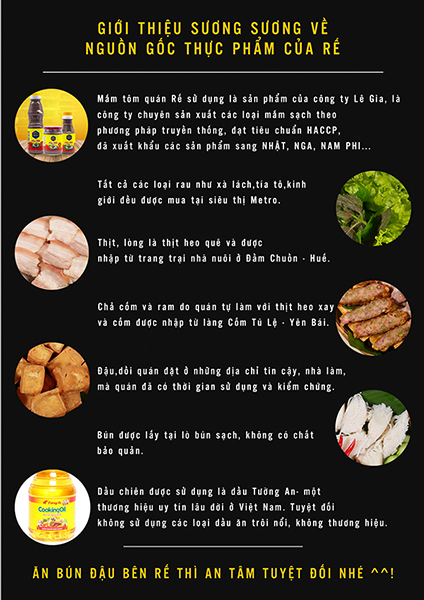 GIỚI THIỆU SƯƠNG SƯƠNG VỀ
NGUỒN GỐC THỰC PHẨM CỦA RẾ
Mắm tôm quán Rế sử dụng là sản phẩm của công ty Lê Gia, là
công ty chuyên sản xuất các loại mắm sạch theo
phương pháp truyền thống, đạt tiêu chuẩn HACCP,
đã xuất khẩu các sản phẩm sang NHẬT, NGA, NAM PHI...
Tất cả các loại rau như xà lách,tía tô,kinh
giới đều được mua tại siêu thị Metro.
Thịt, lòng là thịt heo quê và được
nhập từ trang trại nhà nuôi ở Đầm Chuồn - Huế.
Chả cốm và ram do quán tự làm với thịt heo xay
và cốm được nhập từ làng Cốm Tú Lệ - Yên Bái.
Đậu,dồi quán đặt ở những địa chỉ tin cậy, nhà làm,
mà quán đã có thời gian sử dụng và kiểm chứng.
Bún được lấy tại lò bún sạch, không có chất
bảo quản.
Cooking Oil
Dầu chiên được sử dụng là dầu Tường An- một
thương hiệu uy tín lâu đời ở Việt Nam. Tuyệt đối
không sử dụng các loại dầu ăn trôi nổi, không thương hiệu.
ĂN BÚN ĐẬU BÊN RẾ THÌ AN TÂM TUYỆT ĐỐI NHÉ ^^!